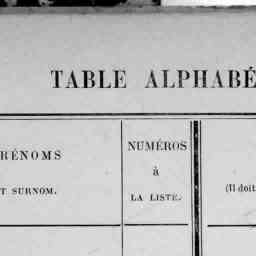 TABLE ALPHABÉ
RÉNOMS
T SURNOM.
NUMÉROS
à
LA LISTE.
(Il doit